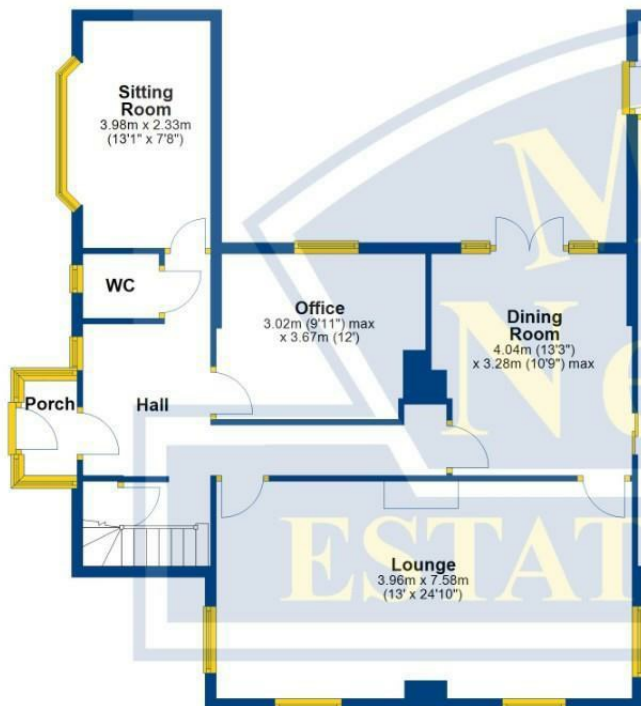 Sitting
Room
3.98m x 2.33m
(13'1" x 7'8")
WC
Office
3.02m (9'11") max
x 3.67m (12')
Dining
Room
4.04m (13'3")
x 3.28m (10'9") max
Porch
Hall
Lounge
3.96m x 7.58m
(13' x 24'10")
M
Ne
ESTAT